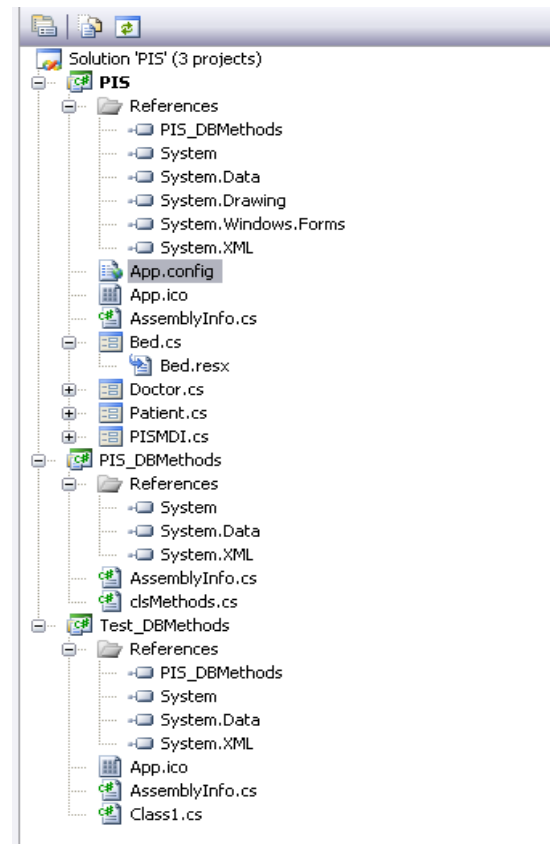 Solution 'PIS' (3 projects)
PIS
References
PIS_DBMethods
System
System.Data
System.Drawing
System.Windows.Forms
System.XML
App.config
App.ico
AssemblyInfo.cs
Bed.cs
Bed.resx
Doctor.cs
Patient.cs
PISMDI.cs
PIS_DBMethods
References
System
System.Data
System.XML
AssemblyInfo.cs
clsMethods.cs
Test_DBMethods
References
PIS_DBMethods
System
System.Data
System.XML
App.ico
AssemblyInfo.cs
Class1.cs